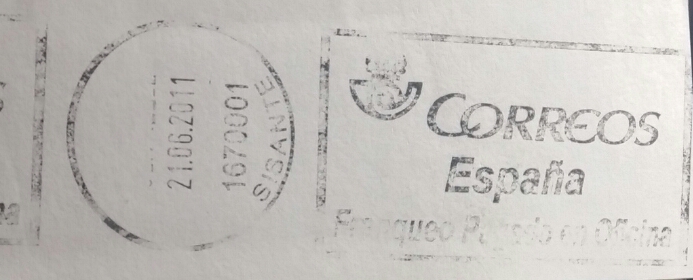 21.06.2011
1670001
SISANTE
CORREOS
España
Franqueo Pagado en Oficina